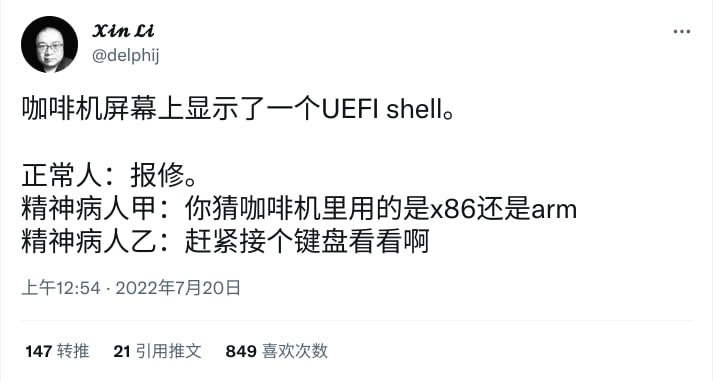 𝓧𝓲𝓷 𝓛𝓲
@delphij
咖啡机屏幕上显示了一个UEFI shell。
正常人：报修。
精神病人甲：你猜咖啡机里用的是x86还是arm
精神病人乙：赶紧接个键盘看看啊
上午12:54 · 2022年7月20日
147 转推 21 引用推文 849 喜欢次数